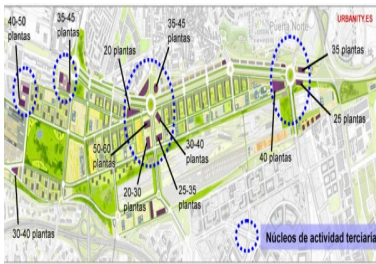 40-50
plantas
35-45
plantas
20 plantas
35-45
plantas
Puerta Norte
URBANITY.ES
35 plantas
25 plantas
40 plantas
50-60
plantas
30-40
plantas
20-30
plantas
25-35
plantas
30-40 plantas
Núcleos de actividad terciaria